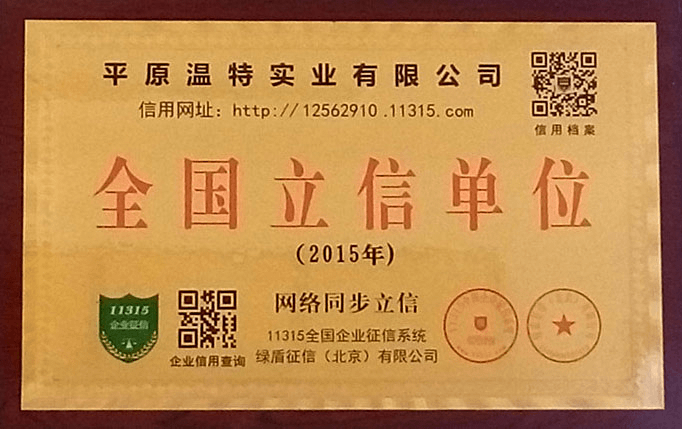 平原温特实业有限公司
信用网址：http://12562910.11315.com
信用档案
全国立信单位
(2015年)
11315
企业征信
企业信用查询
网络同步立信
11315全国企业征信系统
绿盾征信（北京）有限公司